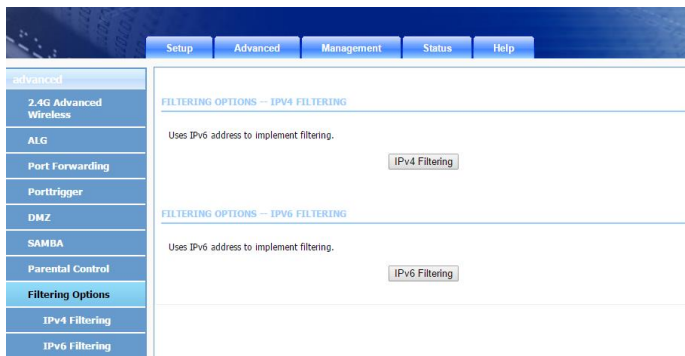 Setup Advanced Management Status Help
advanced
2.4G Advanced
Wireless
ALG
Port Forwarding
Porttrigger
DMZ
SAMBA
Parental Control
Filtering Options
IPv4 Filtering
IPv6 Filtering
FILTERING OPTIONS -- IPV4 FILTERING
Uses IPv6 address to implement filtering.
IPv4 Filtering
FILTERING OPTIONS -- IPV6 FILTERING
Uses IPv6 address to implement filtering.
IPv6 Filtering